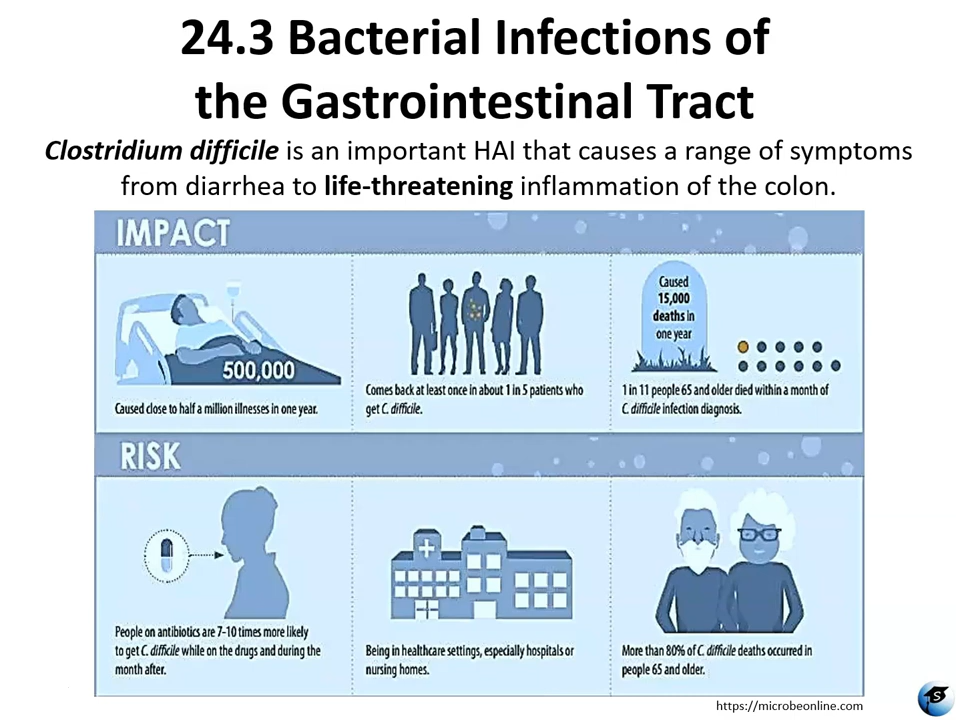 24.3 Bacterial Infections of
the Gastrointestinal Tract
Clostridium difficile is an important HAI that causes a range of symptoms
from diarrhea to life-threatening inflammation of the colon.
IMPACT
500,000
Caused close to half a million illnesses in one year.
Comes back at least once in about 1 in 5 patients who
get C. difficile.
Caused
15,000
deaths in
one year
1 in 11 people 65 and older died within a month of
C. difficile infection diagnosis.
RISK
People on antibiotics are 7-10 times more likely
to get C. difficile while on the drugs and during the
month after.
Being in healthcare settings, especially hospitals or
nursing homes.
More than 80% of C. difficile deaths occurred in
people 65 and older.
https://microbeonline.com
S